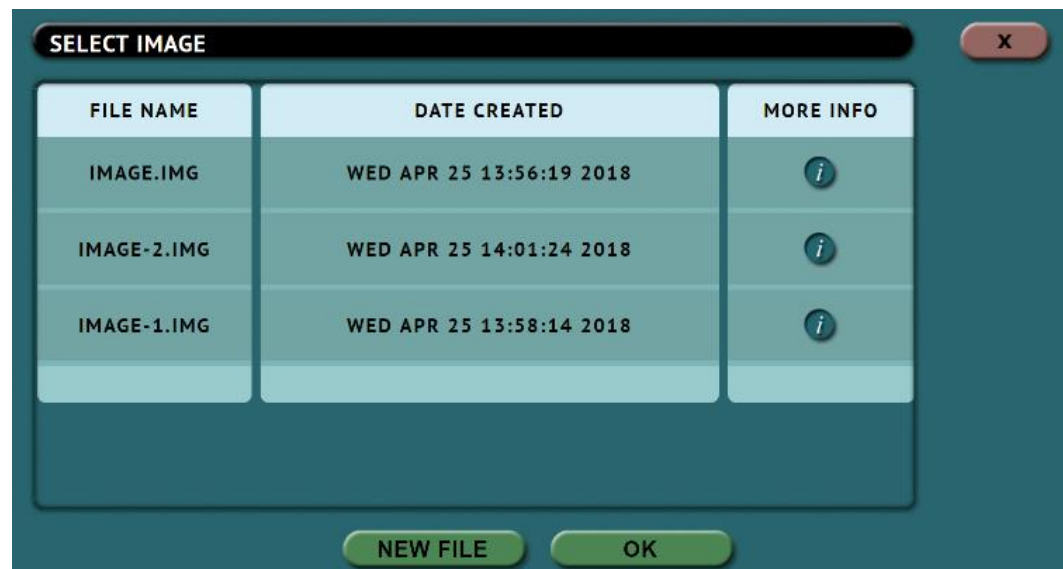 SELECT IMAGE
X
FILE NAME DATE CREATED MORE INFO
IMAGE.IMG WED APR 25 13:56:19 2018 i
IMAGE-2.IMG WED APR 25 14:01:24 2018 i
IMAGE-1.IMG WED APR 25 13:58:14 2018 i
NEW FILE OK